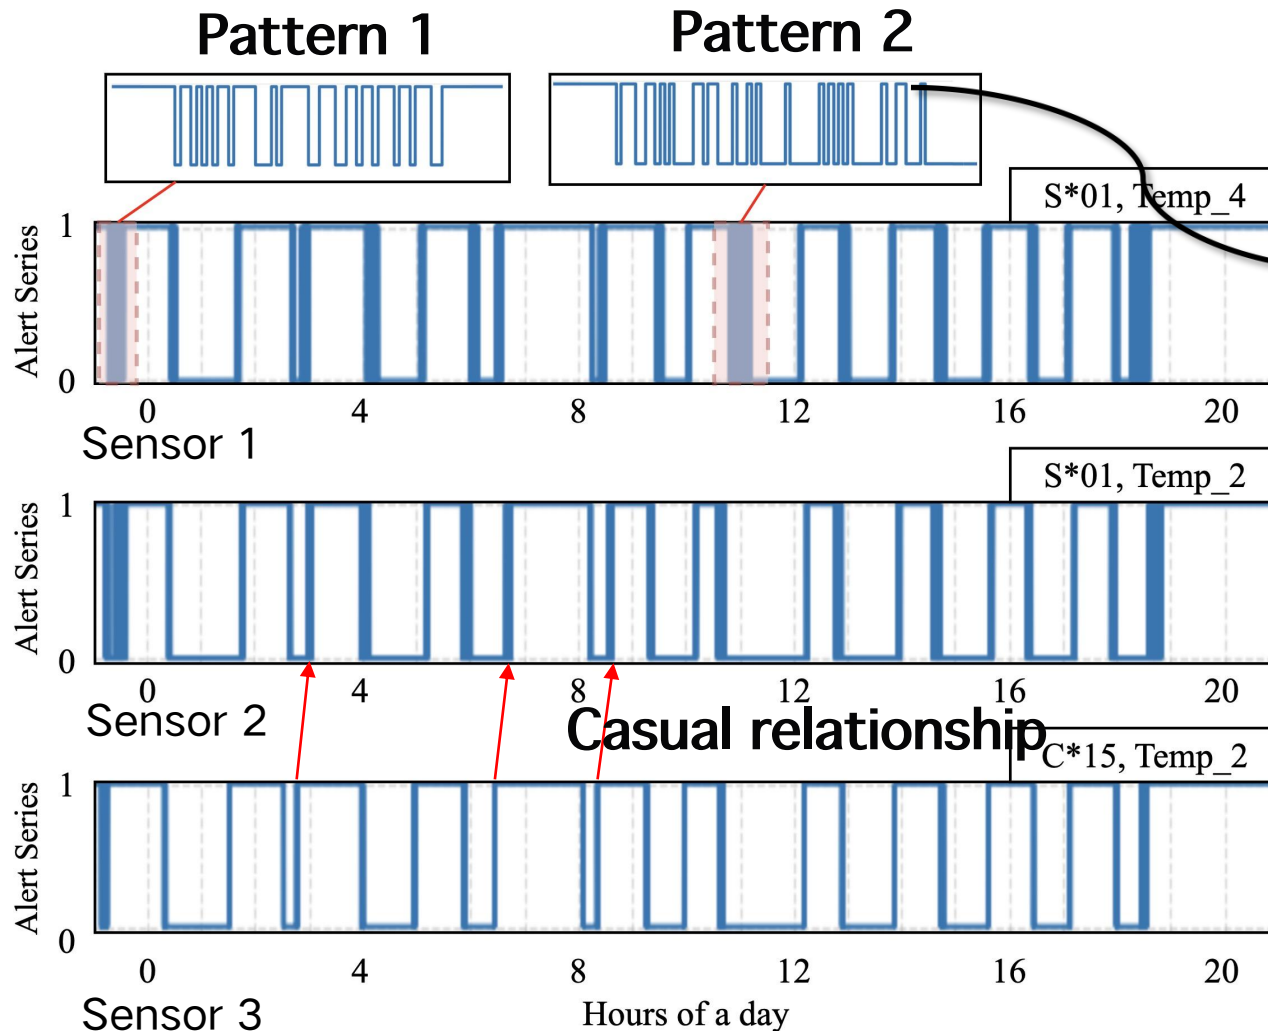 Pattern 1
Pattern 2
S*01, Temp_4
1
Alert Series
0
0 4 8 12 16 20
Sensor 1
S*01, Temp_2
1
Alert Series
0
0 4 8 12 16 20
Sensor 2
Casual relationship
C*15, Temp_2
1
Alert Series
0
0 4 8 12 16 20
Sensor 3
Hours of a day